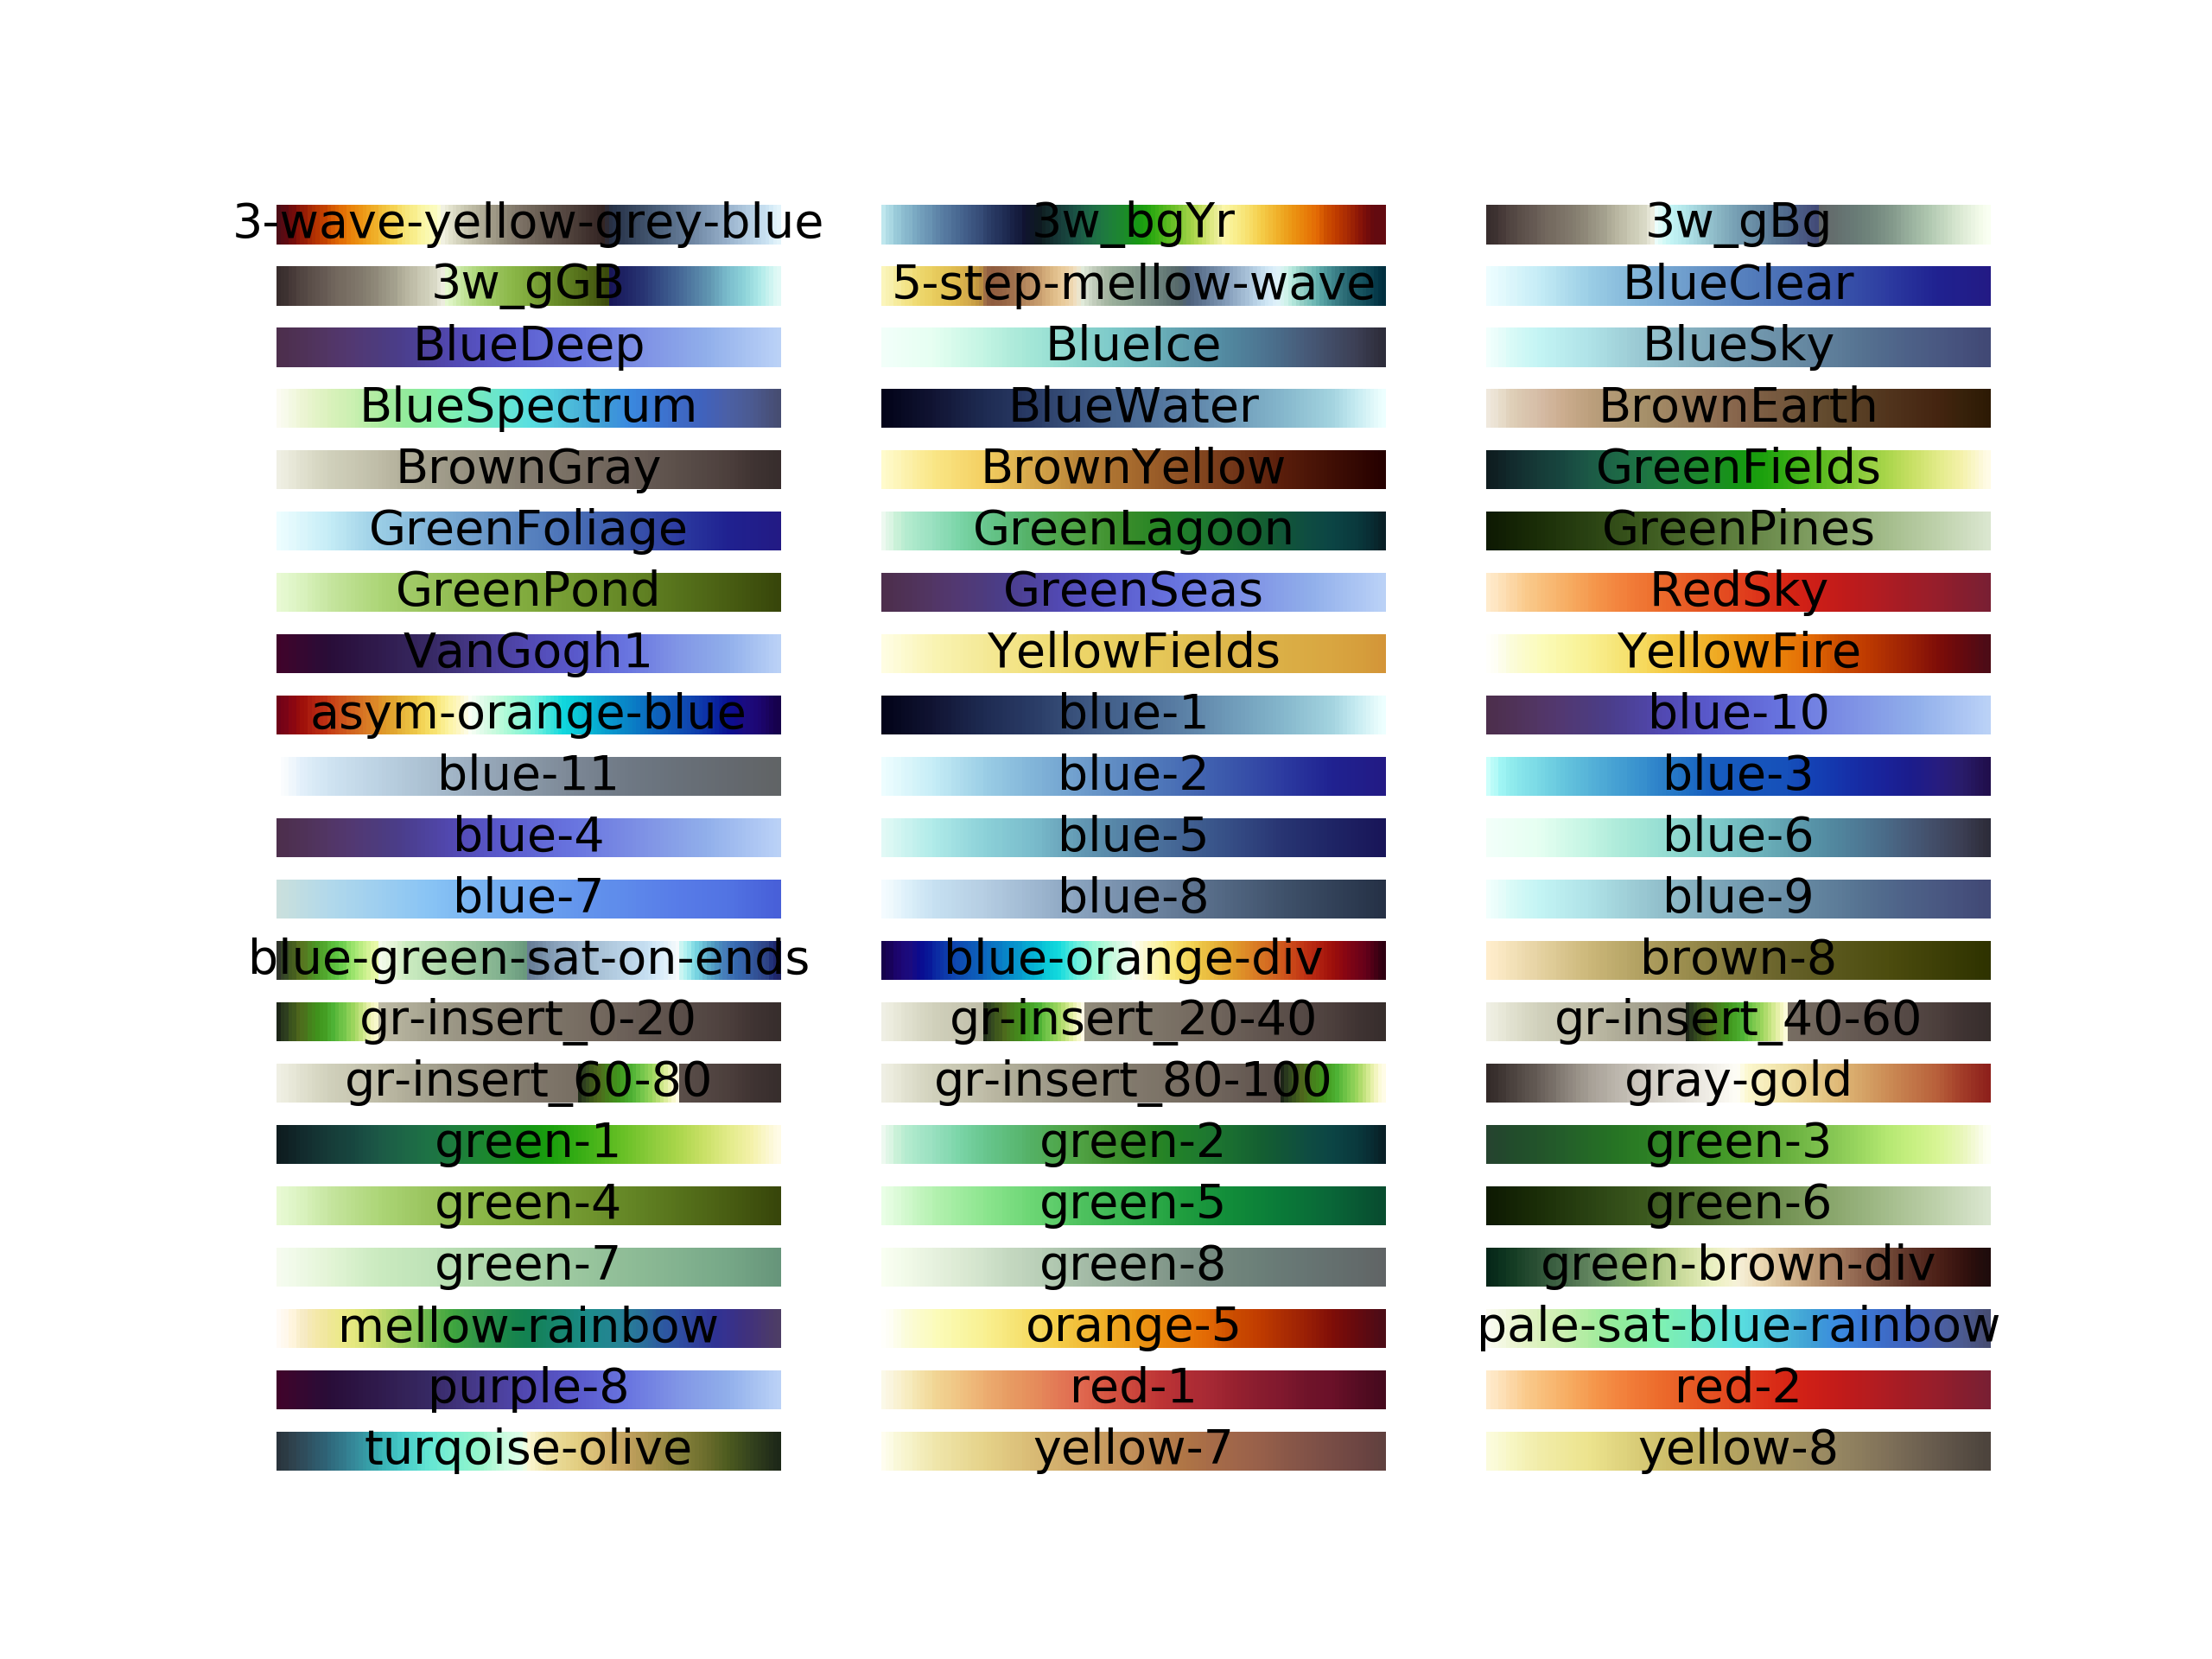 3-wave-yellow-grey-blue 3w_bgYr 3w_gBg
3w_gGB 5-step-mellow-wave BlueClear
BlueDeep BlueIce BlueSky
BlueSpectrum BlueWater BrownEarth
BrownGray BrownYellow GreenFields
GreenFoliage GreenLagoon GreenPines
GreenPond GreenSeas RedSky
VanGogh1 YellowFields YellowFire
asym-orange-blue blue-1 blue-10
blue-11 blue-2 blue-3
blue-4 blue-5 blue-6
blue-7 blue-8 blue-9
blue-green-sat-on-ends blue-orange-div brown-8
gr-insert_0-20 gr-insert_20-40 gr-insert_40-60
gr-insert_60-80 gr-insert_80-100 gray-gold
green-1 green-2 green-3
green-4 green-5 green-6
green-7 green-8 green-brown-div
mellow-rainbow orange-5 pale-sat-blue-rainbow
purple-8 red-1 red-2
turqoise-olive yellow-7 yellow-8